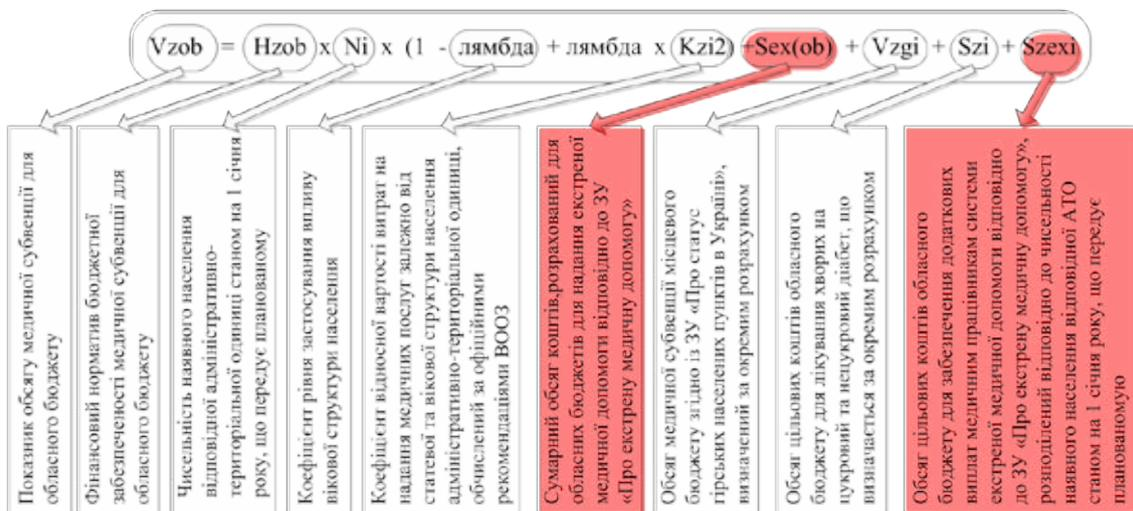 Vzob = Hzob x Ni x (1 - лямбда + лямбда x Kzi2) +Sex(ob) + Vzgi + Szi + Szexi
Показник обсягу медичної субвенції для
обласного бюджету
Фінансовий норматив бюджетної
забезпеченості медичної субвенції для
обласного бюджету
Чисельність наявного населення
відповідної адміністративно-
територіальної одиниці станом на 1 січня
року, що передує планованому
Коефіцієнт рівня застосування впливу
вікової структури населення
Коефіцієнт відносної вартості витрат на
надання медичних послуг залежно від
статевої та вікової структури населення
адміністративно-територіальної одиниці,
обчислений за офіційними
рекомендаціями ВООЗ
Сумарний обсяг коштів,розрахований для
обласних бюджетів для надання екстреної
медичної допомоги відповідно до ЗУ
«Про екстрену медичну допомогу»
Обсяг медичної субвенції місцевого
бюджету згідно із ЗУ «Про статус
гірських населених пунктів в Україні»,
визначений за окремим розрахунком
Обсяг цільових коштів обласного
бюджету для лікування хворих на
цукровий та нецукровий діабет, що
визначається за окремим розрахунком
Обсяг цільових коштів обласного
бюджету для забезпечення додаткових
виплат медичним працівникам системи
екстреної медичної допомоги відповідно
до ЗУ «Про екстрену медичну допомогу»,
розподілений відповідно до чисельності
наявного населення відповідної АТО
станом на 1 січня року, що передує
планованому